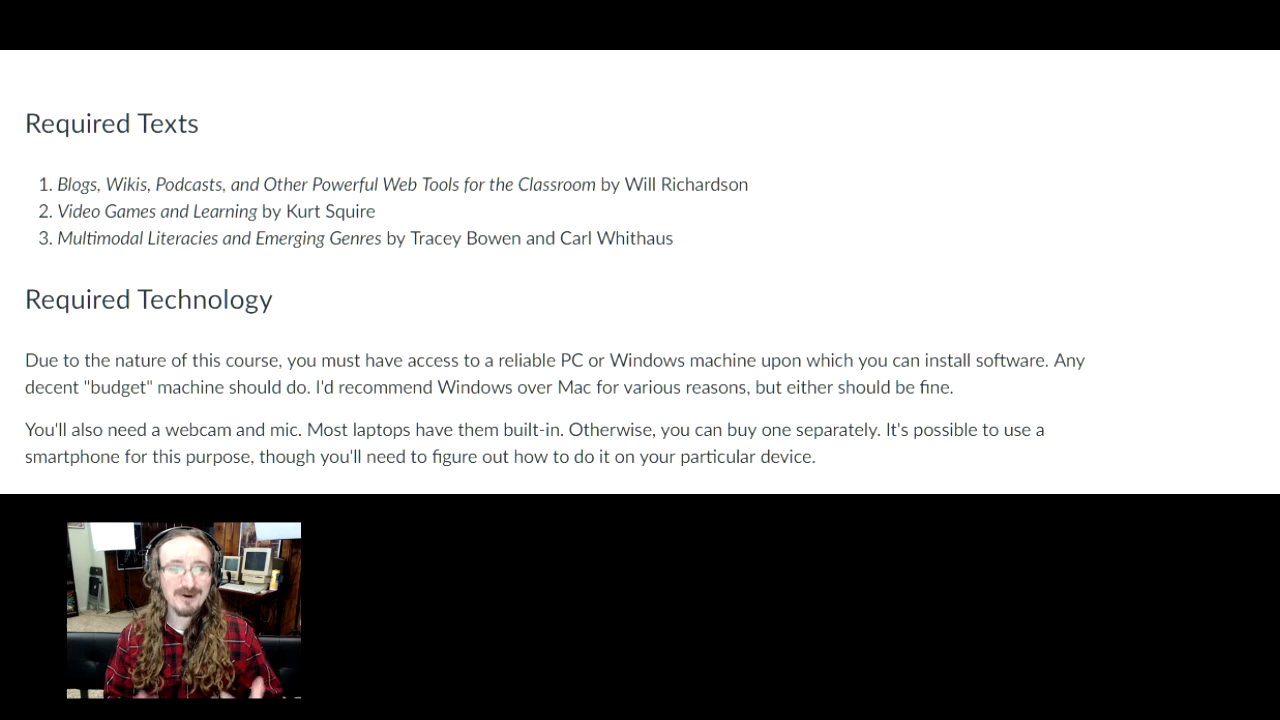 Required Texts
1. Blogs, Wikis, Podcasts, and Other Powerful Web Tools for the Classroom by Will Richardson
2. Video Games and Learning by Kurt Squire
3. Multimodal Literacies and Emerging Genres by Tracey Bowen and Carl Whithaus
Required Technology
Due to the nature of this course, you must have access to a reliable PC or Windows machine upon which you can install software. Any
decent "budget" machine should do. I'd recommend Windows over Mac for various reasons, but either should be fine.
You'll also need a webcam and mic. Most laptops have them built-in. Otherwise, you can buy one separately. It's possible to use a
smartphone for this purpose, though you'll need to figure out how to do it on your particular device.